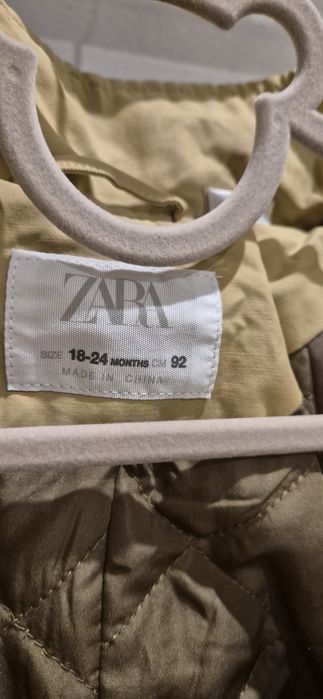 ZARA
SIZE 18-24 MONTHS CM 92
MADE IN CHINA